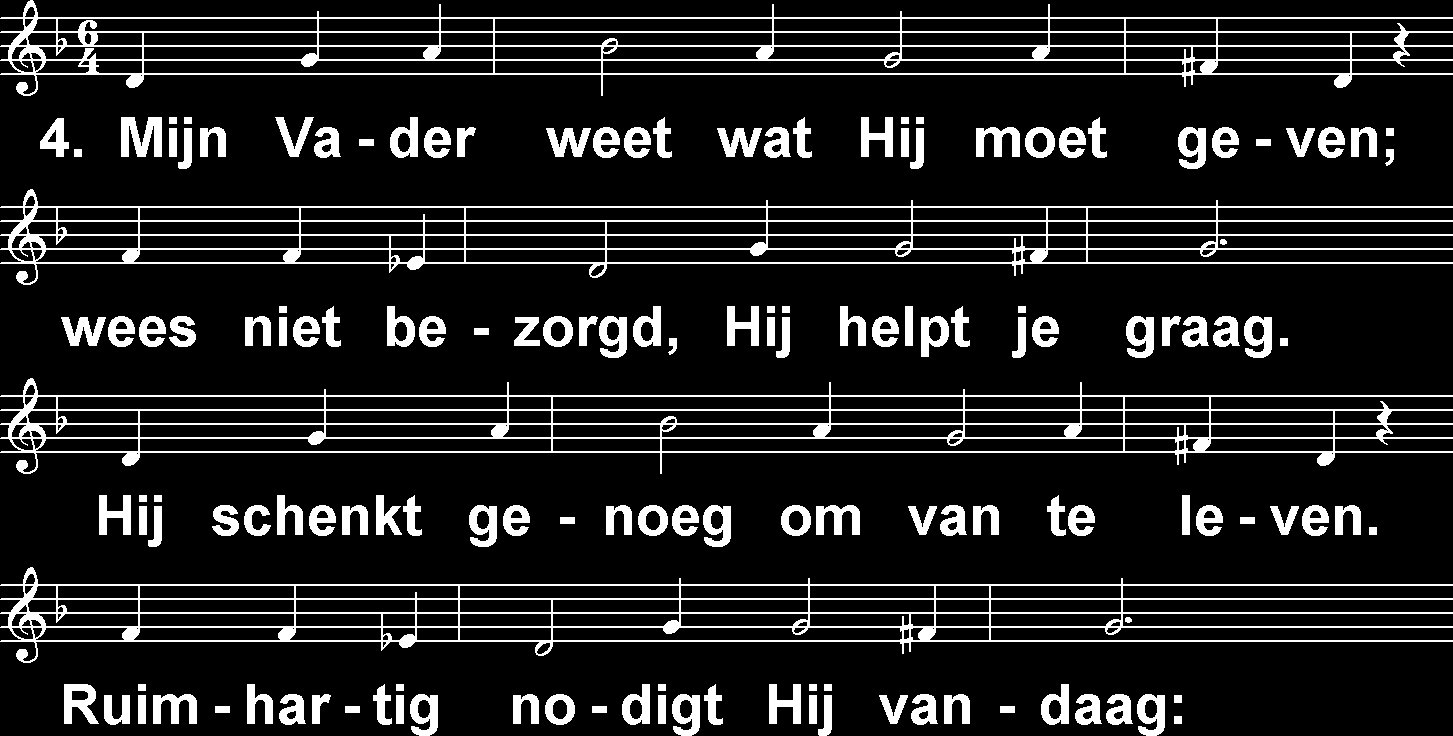 4. Mijn Va - der weet wat Hij moet ge - ven;
wees niet be - zorgd, Hij helpt je graag.
Hij schenkt ge - noeg om van te le - ven.
Ruim - har - tig no - digt Hij van - daag: